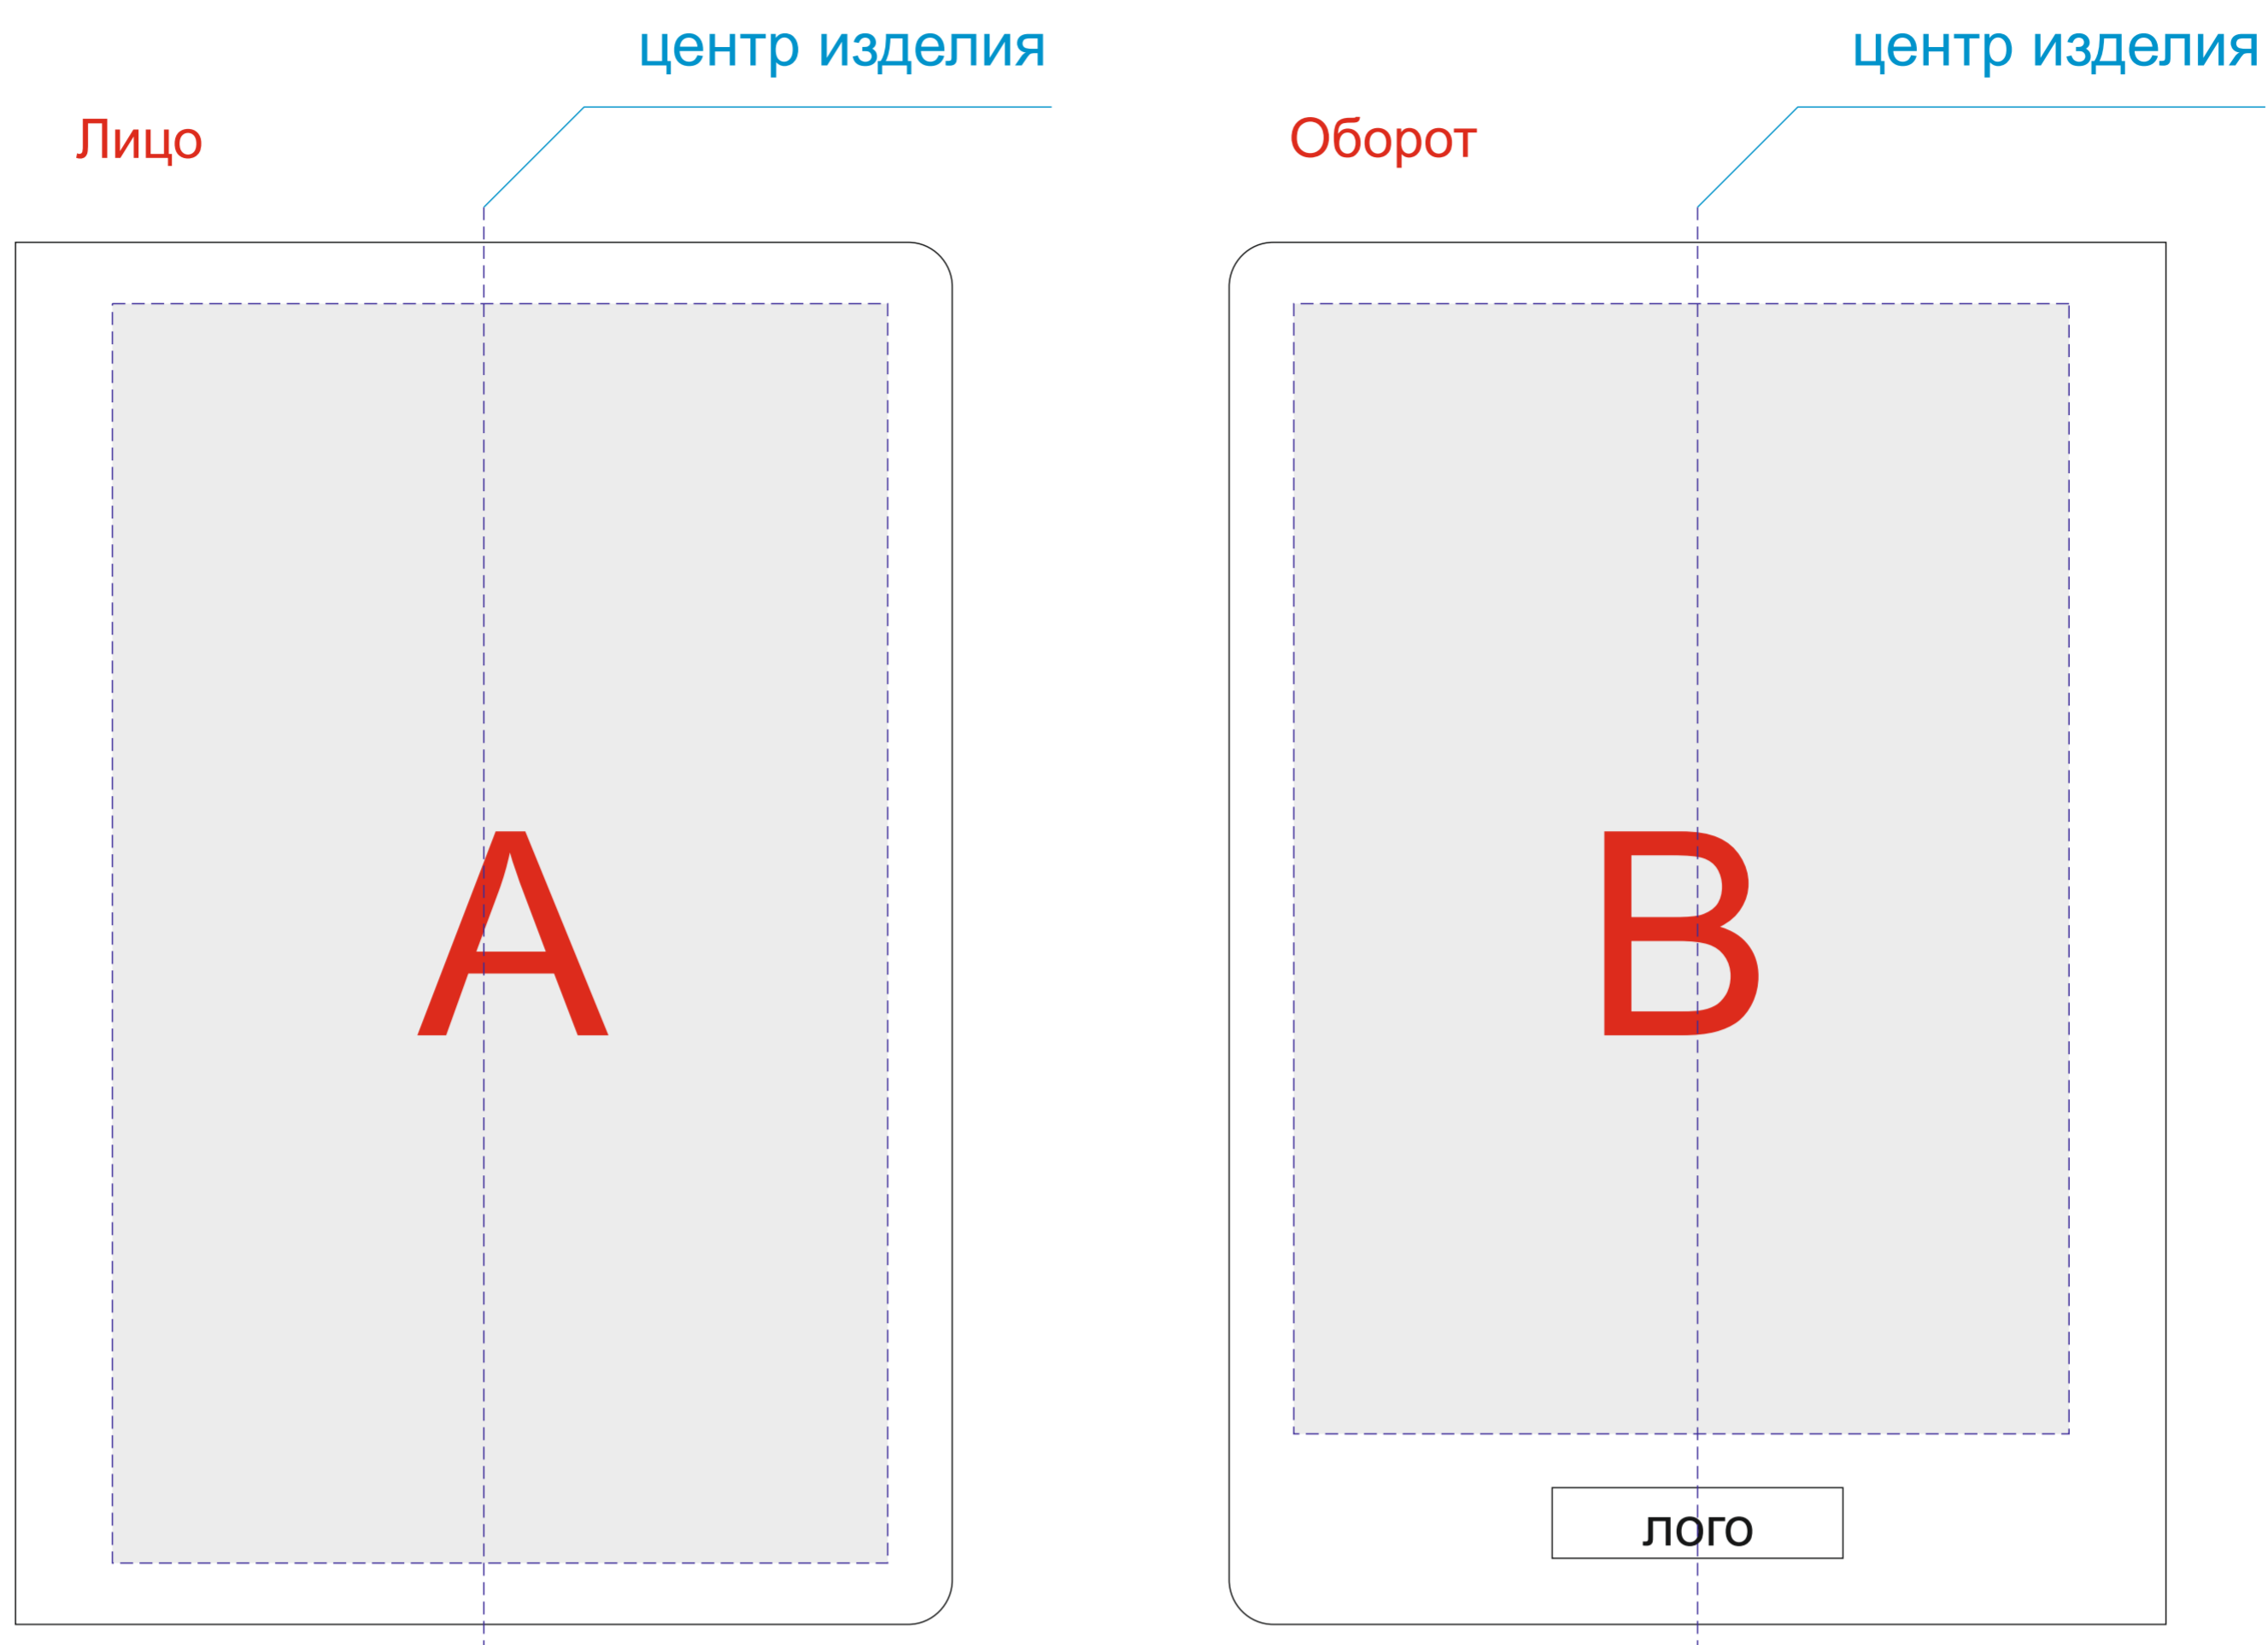 центр изделия
центр изделия
Лицо
Оборот
A
B
лого